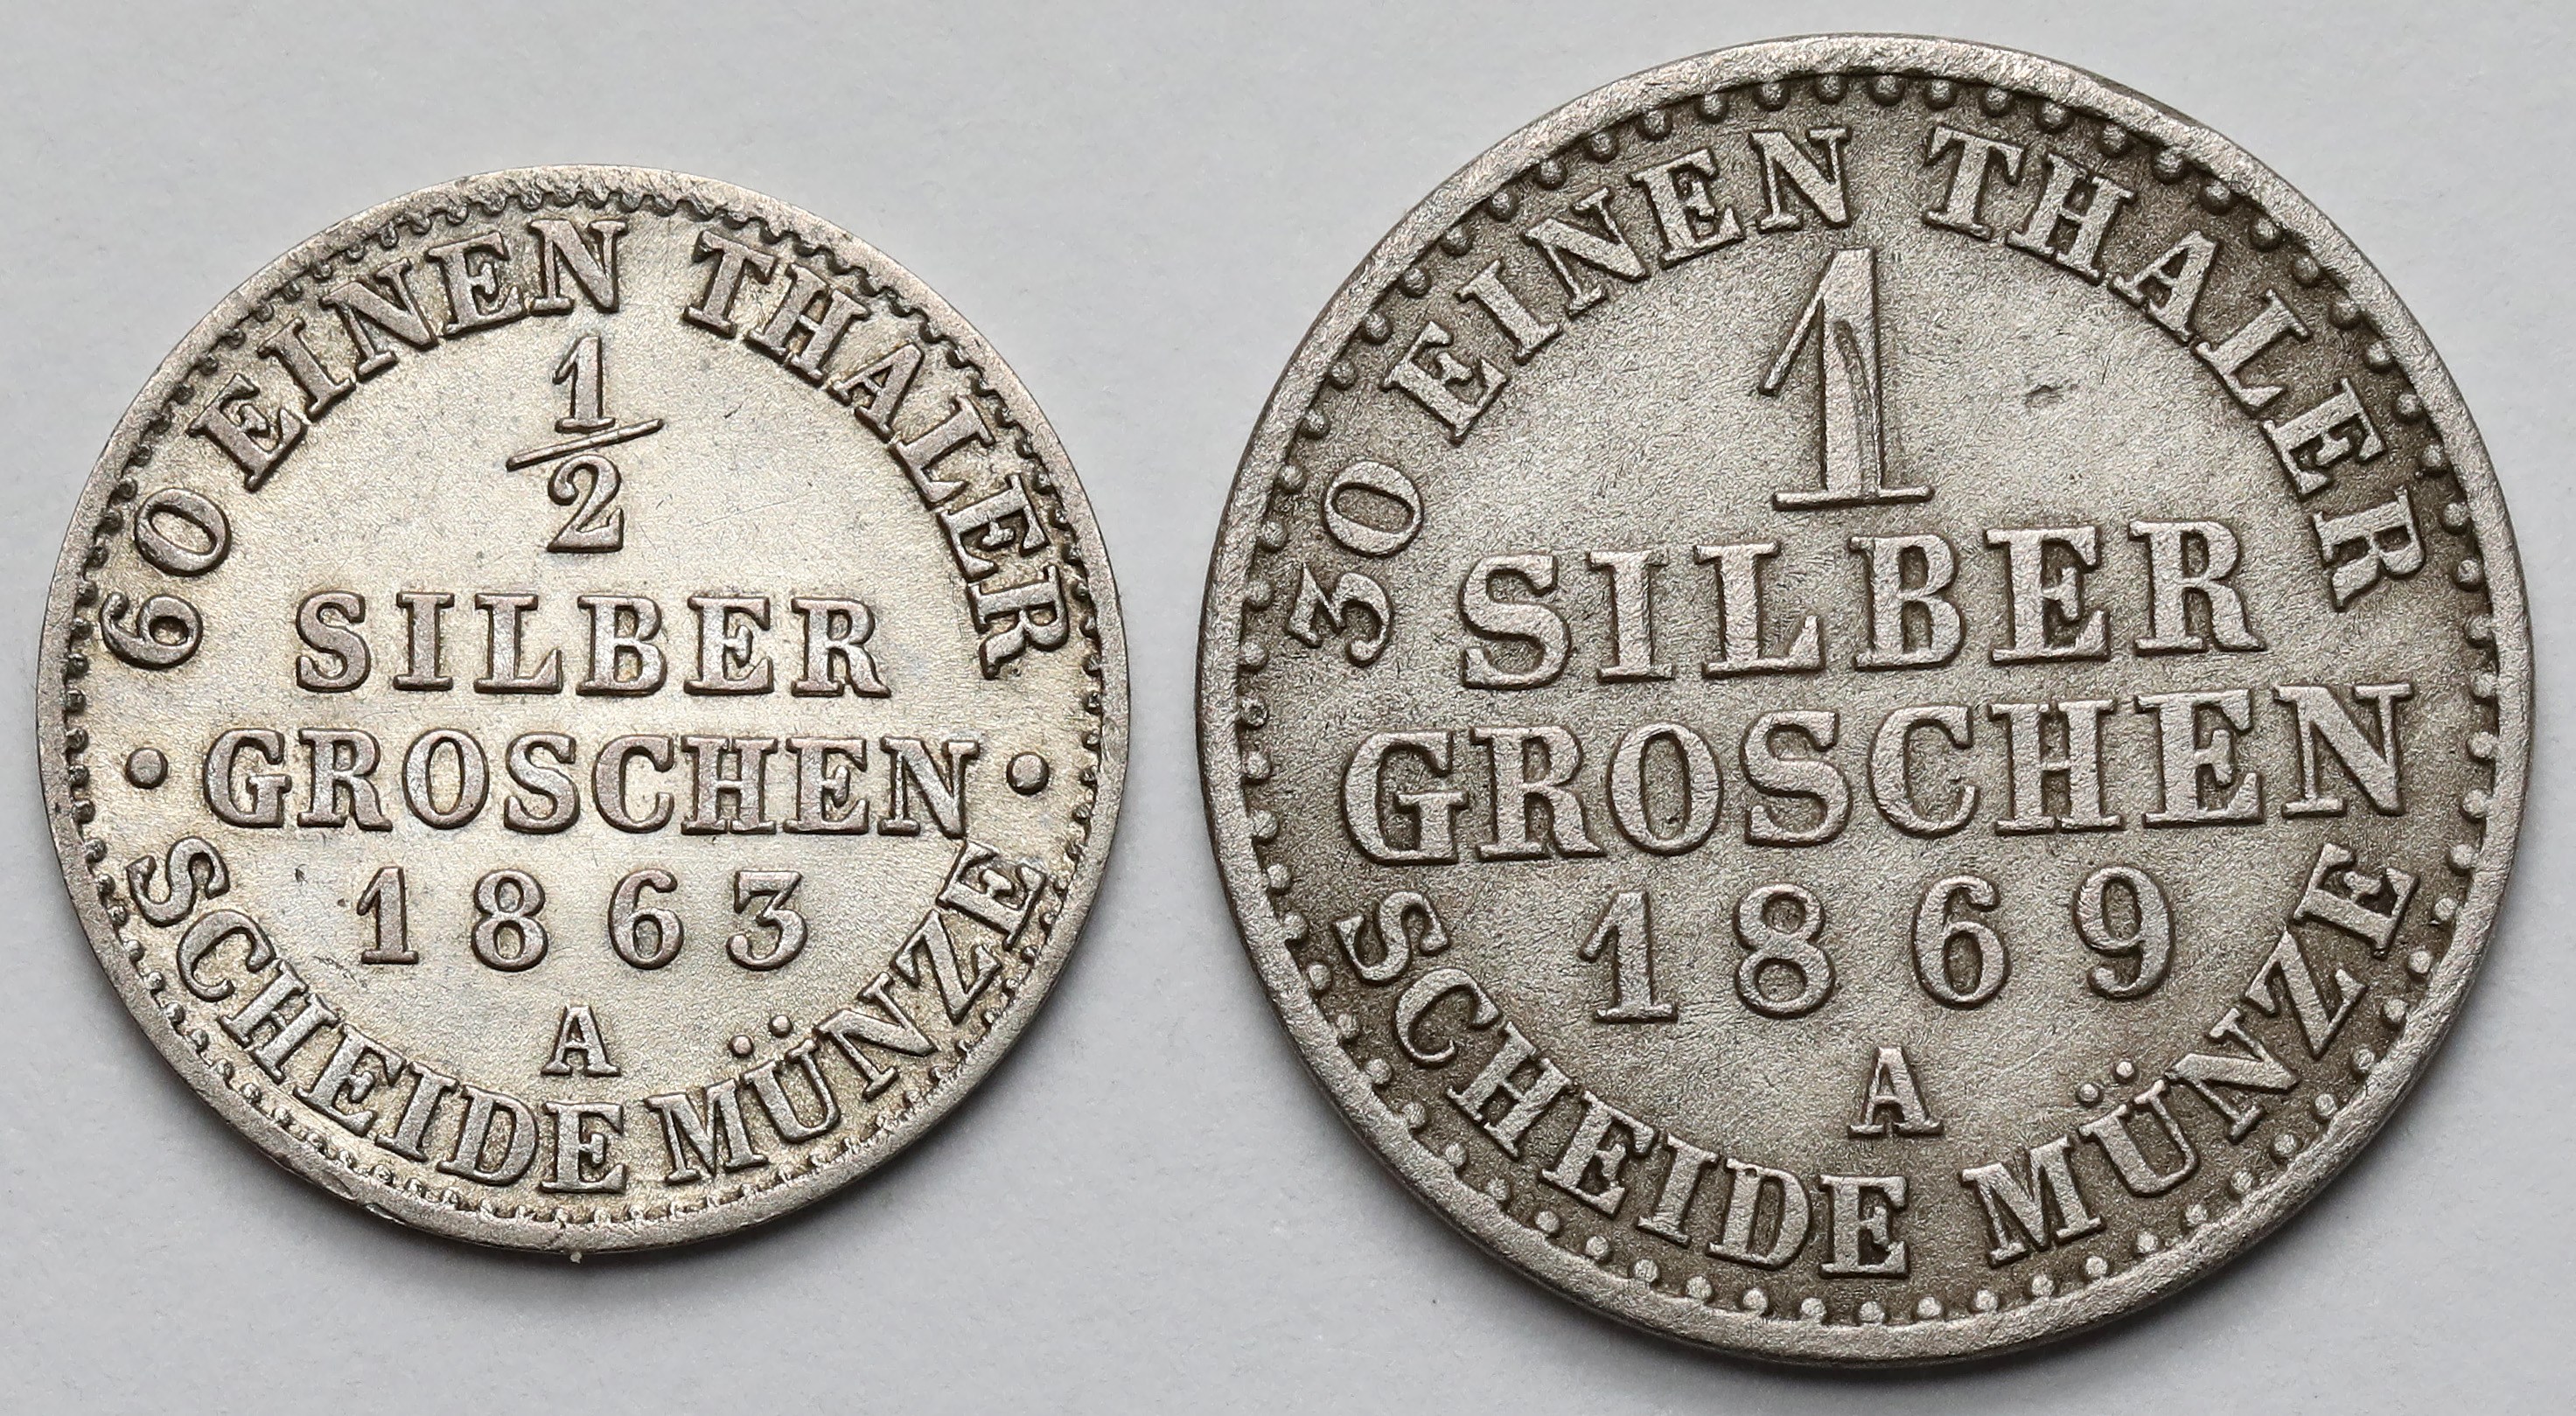 60 EINEN THALER
1/2
SILBER
• GROSCHEN •
1863
A
SCHEIDE MÜNZE
30 EINEN THALER
1
SILBER
GROSCHEN
1869
A
SCHEIDE MÜNZE